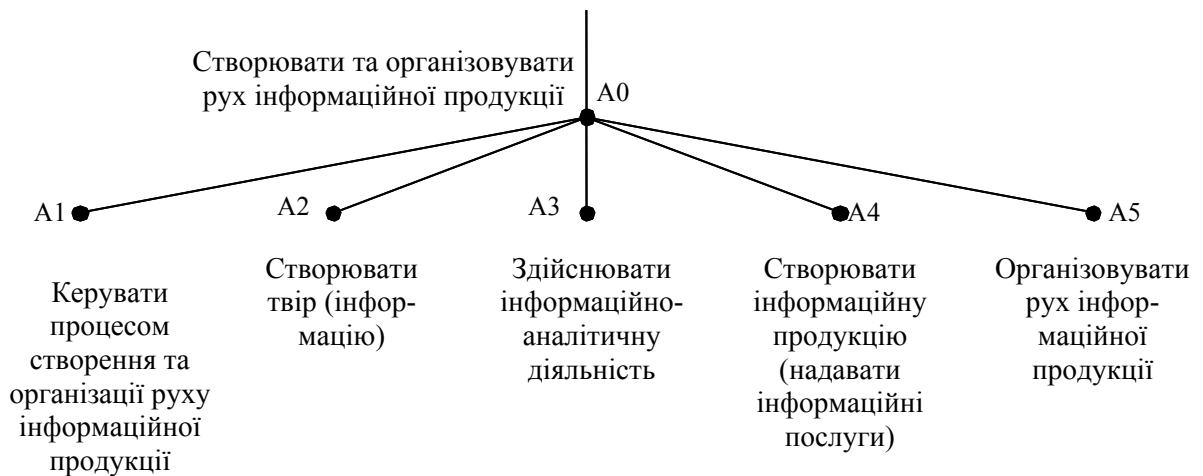 Створювати та організовувати
рух інформаційної продукції
A0
A1
A2
A3
A4
A5
Керувати
процесом
створення та
організації руху
інформаційної
продукції
Створювати
твір (інфор-
мацію)
Здійснювати
інформаційно-
аналітичну
діяльність
Створювати
інформаційну
продукцію
(надавати
інформаційні
послуги)
Організовувати
рух інфор-
маційної
продукції